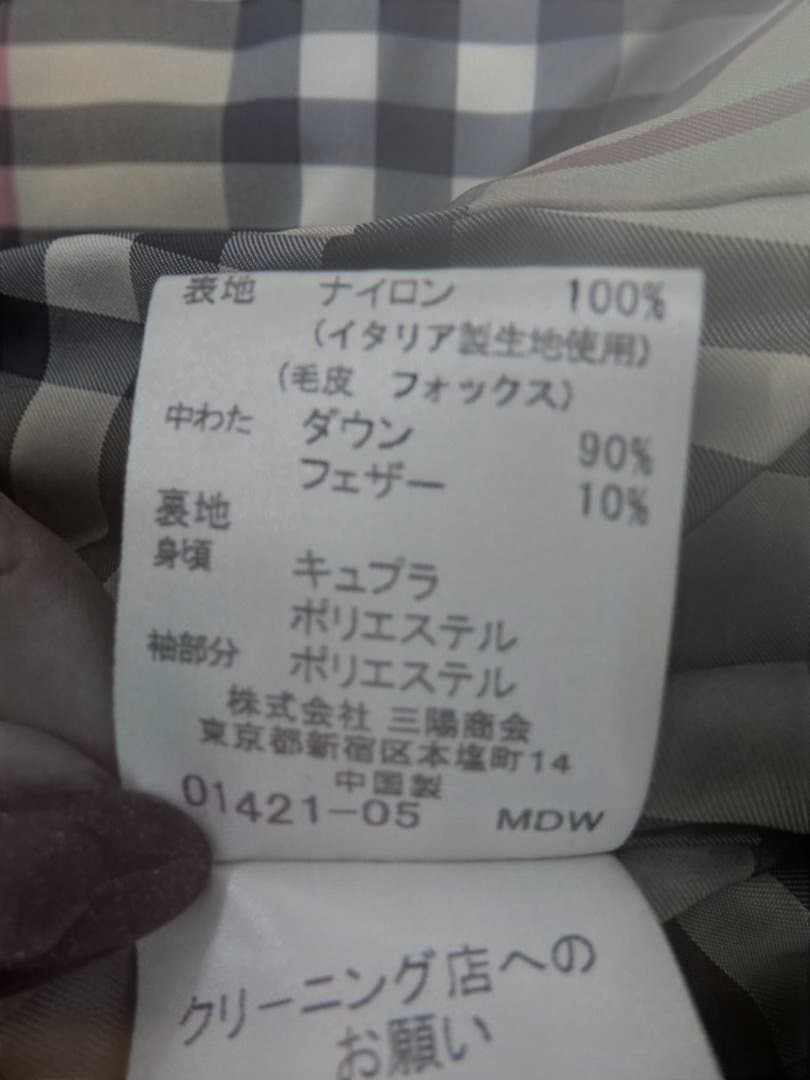 表地 ナイロン 100%
(イタリア製生地使用)
(毛皮 フォックス)
中わた ダウン 90%
フェザー 10%
裏地
身頃 キュプラ
ポリエステル
袖部分 ポリエステル
株式会社 三陽商会
東京都新宿区本塩町14
中国製
01421-05 MDW
クリーニング店への
お願い